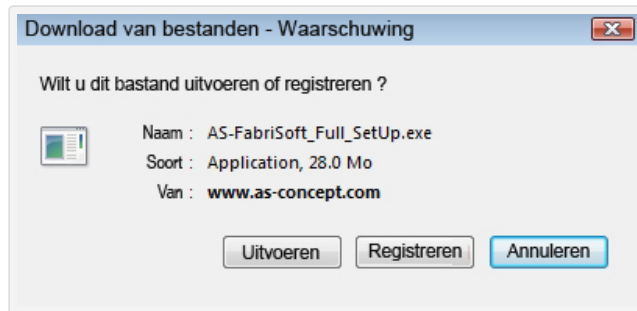 Download van bestanden - Waarschuwing
Wilt u dit bastand uitvoeren of registreren ?
Naam : AS-FabriSoft_Full_SetUp.exe
Soort : Application, 28.0 Mo
Van : www.as-concept.com
Uitvoeren Registreren Annuleren